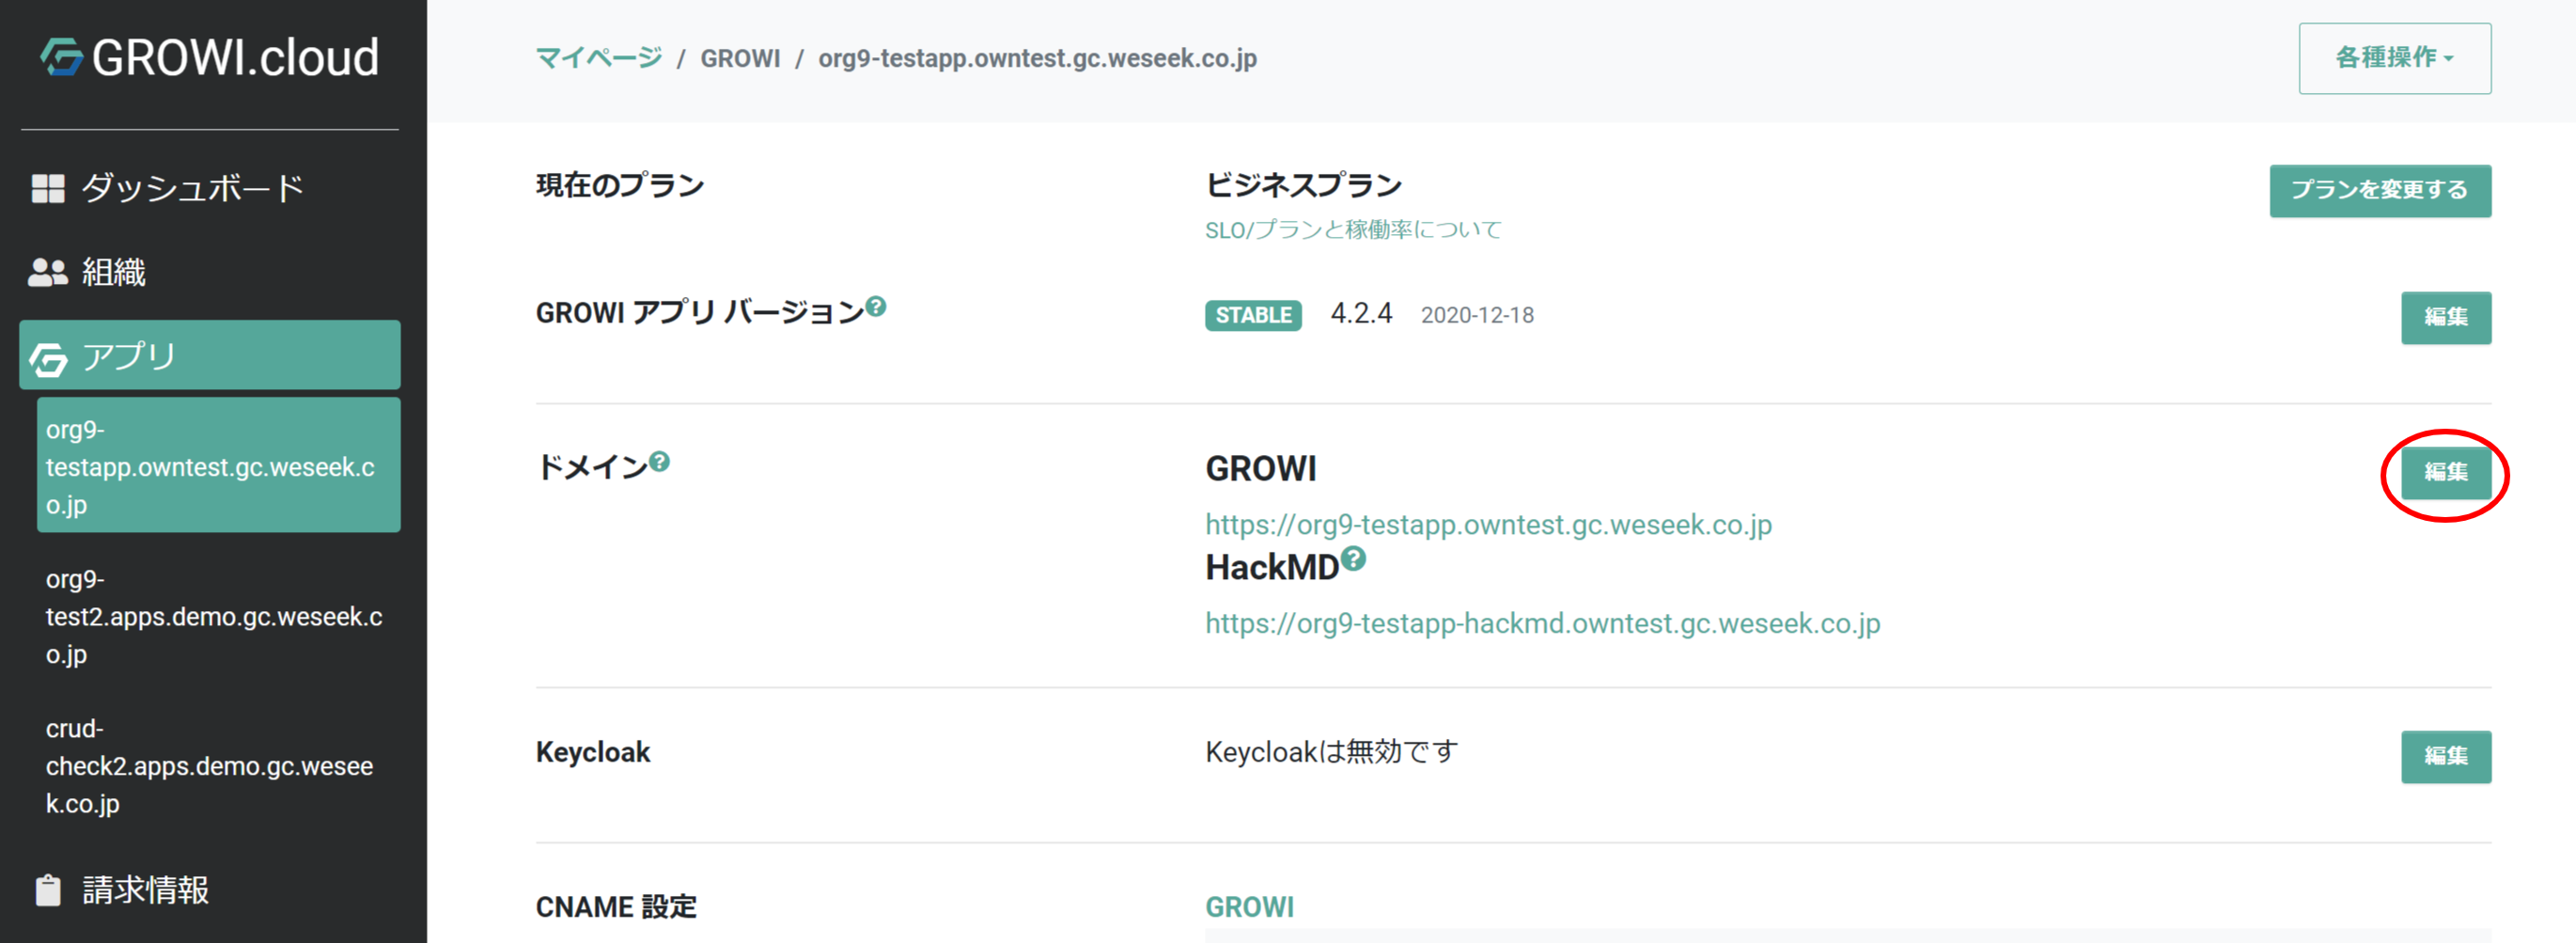 GROWI.cloud
ダッシュボード
組織
アプリ
org9-
testapp.owntest.gc.weseek.c
o.jp
org9-
test2.apps.demo.gc.weseek.c
o.jp
crud-
check2.apps.demo.gc.wesee
k.co.jp
請求情報
マイページ / GROWI / org9-testapp.owntest.gc.weseek.co.jp
各種操作
現在のプラン
ビジネスプラン
プランを変更する
SLO/プランと稼働率について
GROWI アプリ バージョン?
STABLE 4.2.4 2020-12-18
編集
ドメイン?
GROWI
編集
https://org9-testapp.owntest.gc.weseek.co.jp
HackMD?
https://org9-testapp-hackmd.owntest.gc.weseek.co.jp
Keycloak
Keycloakは無効です
編集
CNAME 設定
GROWI